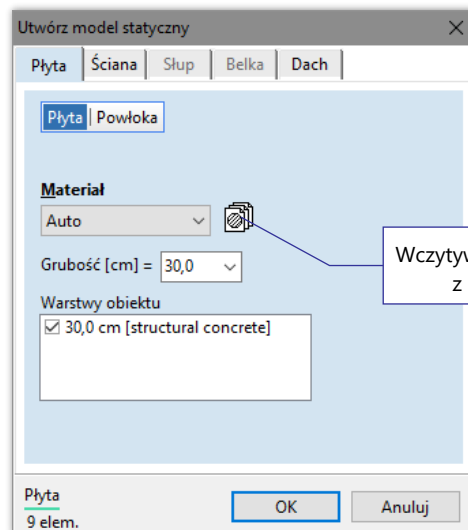 Utwórz model statyczny
Płyta Ściana Słup Belka Dach
Płyta Powłoka
Materiał
Auto
Grubość [cm] = 30,0
Warstwy obiektu
30,0 cm [structural concrete]
Płyta
9 elem.
OK Anuluj
z